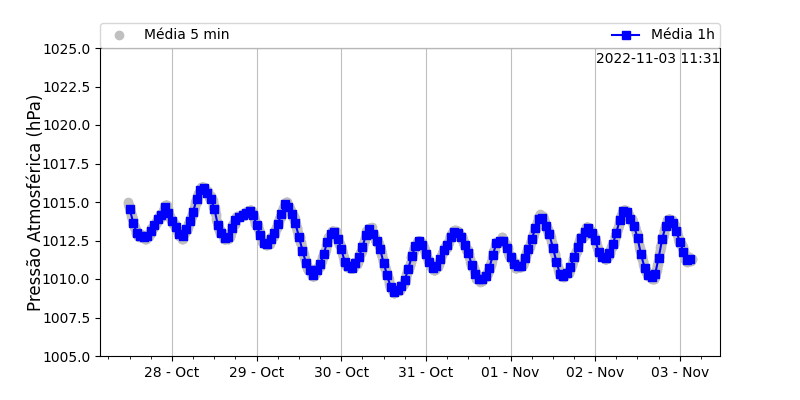 Média 5 min
Média 1h
2022-11-03 11:31
Pressão Atmosférica (hPa)
1025.0
1022.5
1020.0
1017.5
1015.0
1012.5
1010.0
1007.5
1005.0
28 - Oct
29 - Oct
30 - Oct
31 - Oct
01 - Nov
02 - Nov
03 - Nov